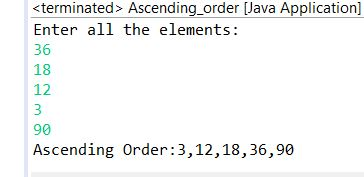 <terminated> Ascending_order [Java Application]
Enter all the elements:
36
18
12
3
90
Ascending Order:3,12,18,36,90